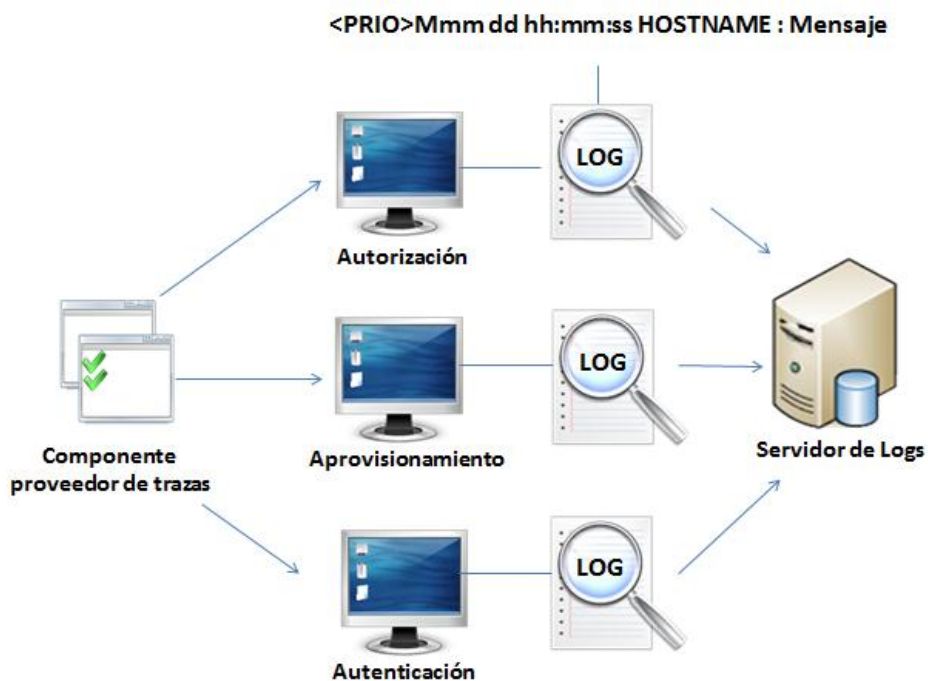 <PRIO>Mmm dd hh:mm:ss HOSTNAME : Mensaje
LOG
Autorización
LOG
Componente
proveedor de trazas
Aprovisionamiento
Servidor de Logs
LOG
Autenticación